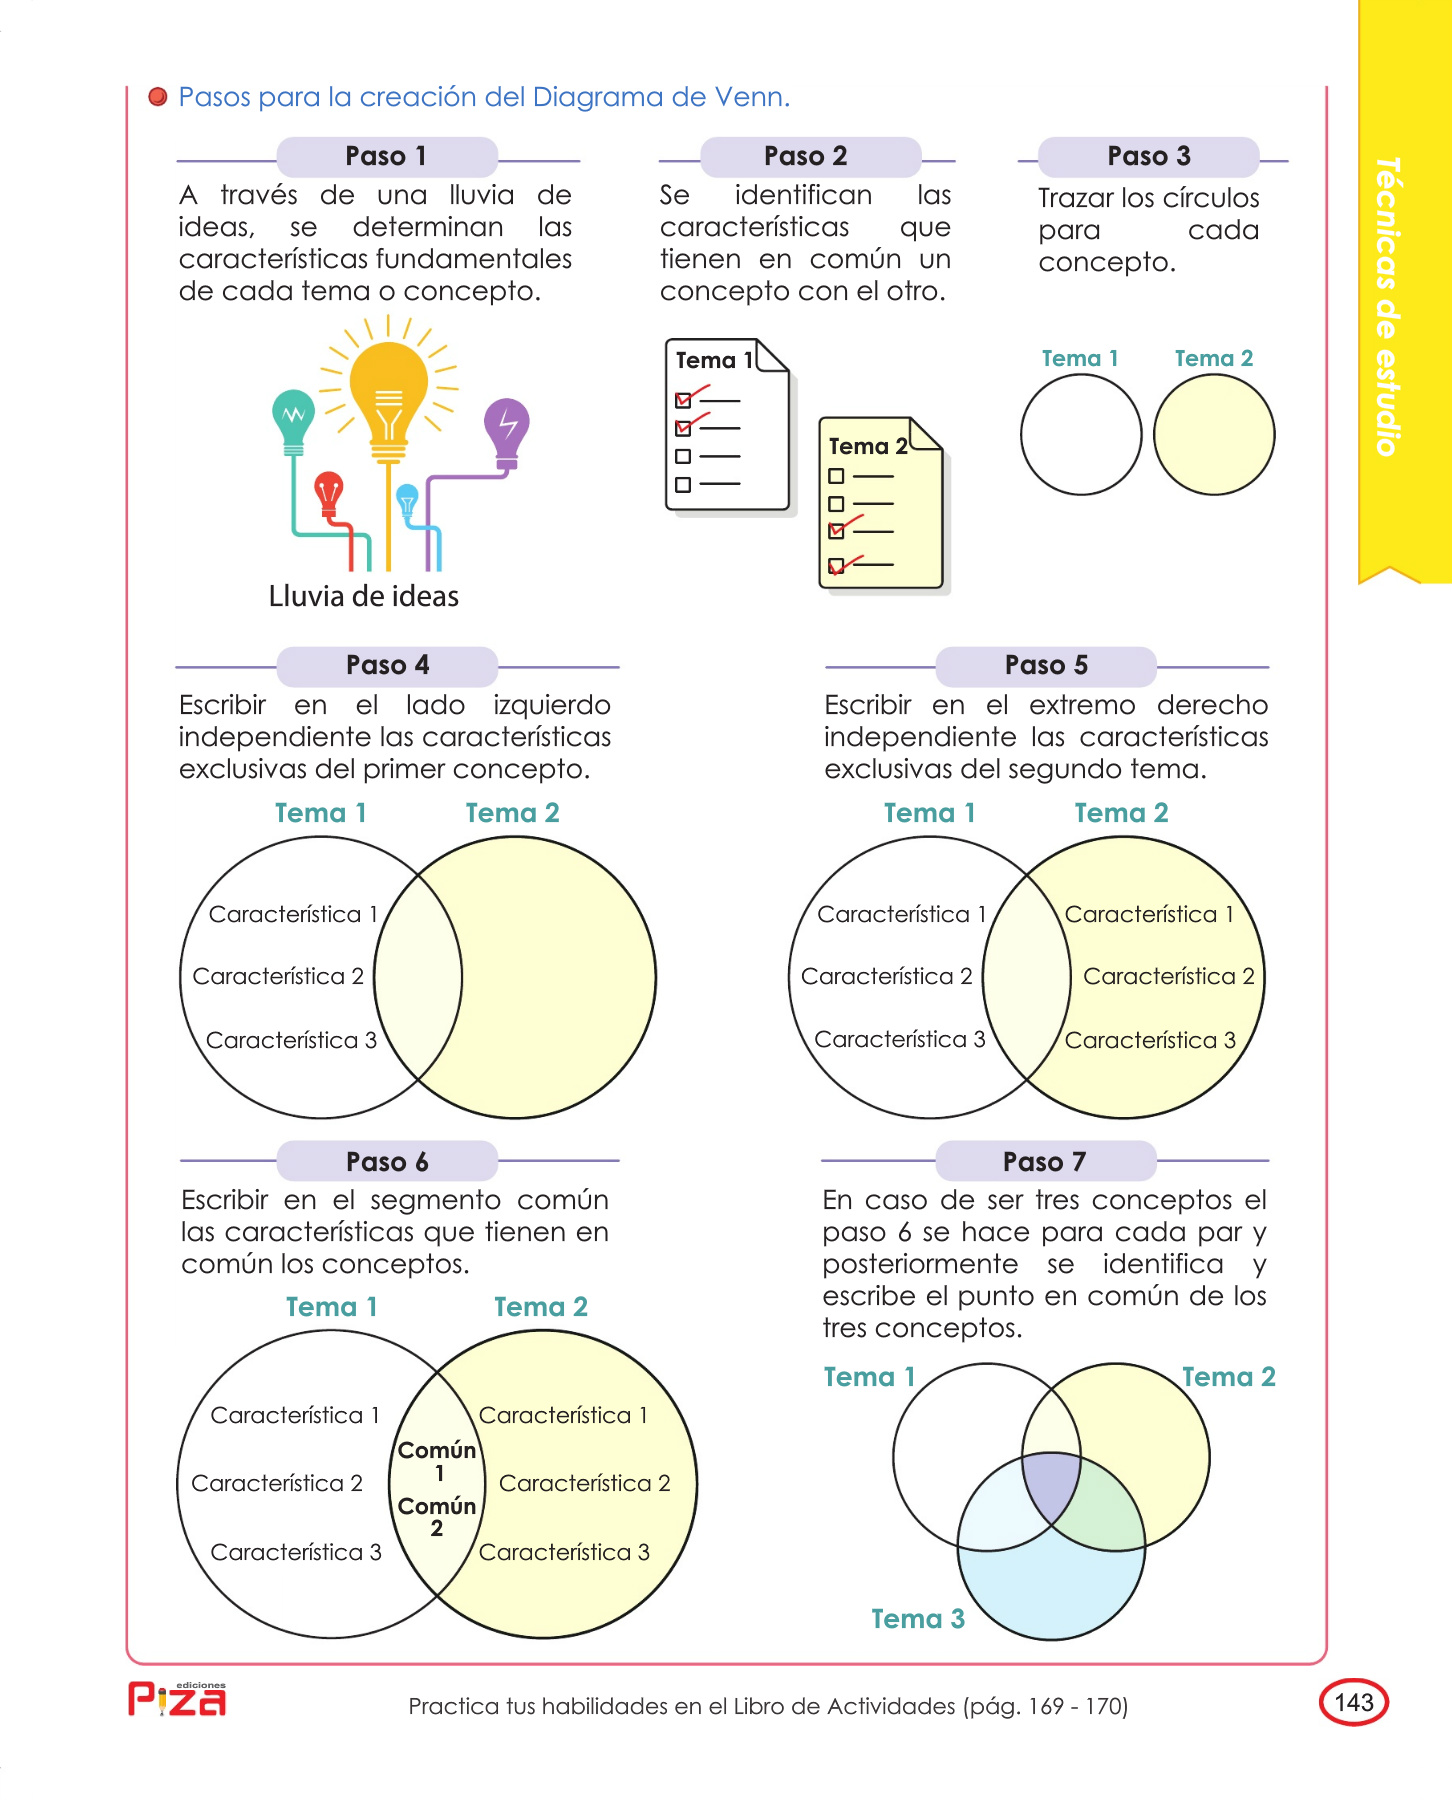 Pasos para la creación del Diagrama de Venn.
Paso 1
A través de una lluvia de
ideas, se determinan las
características fundamentales
de cada tema o concepto.
Lluvia de ideas
Paso 2
Se identifican las
características que
tienen en común un
concepto con el otro.
Tema 1
Tema 2
Paso 3
Trazar los círculos
para cada
concepto.
Tema 1 Tema 2
Técnicas de estudio
Paso 4
Escribir en el lado izquierdo
independiente las características
exclusivas del primer concepto.
Tema 1 Tema 2
Característica 1
Característica 2
Característica 3
Paso 5
Escribir en el extremo derecho
independiente las características
exclusivas del segundo tema.
Tema 1 Tema 2
Característica 1 Característica 1
Característica 2 Característica 2
Característica 3 Característica 3
Paso 6
Escribir en el segmento común
las características que tienen en
común los conceptos.
Tema 1 Tema 2
Característica 1 Característica 1
Común
1
Característica 2 Característica 2
Común
2
Característica 3 Característica 3
Paso 7
En caso de ser tres conceptos el
paso 6 se hace para cada par y
posteriormente se identifica y
escribe el punto en común de los
tres conceptos.
Tema 1 Tema 2
Tema 3
ediciones
Piza
Practica tus habilidades en el Libro de Actividades (pág. 169 - 170)
143